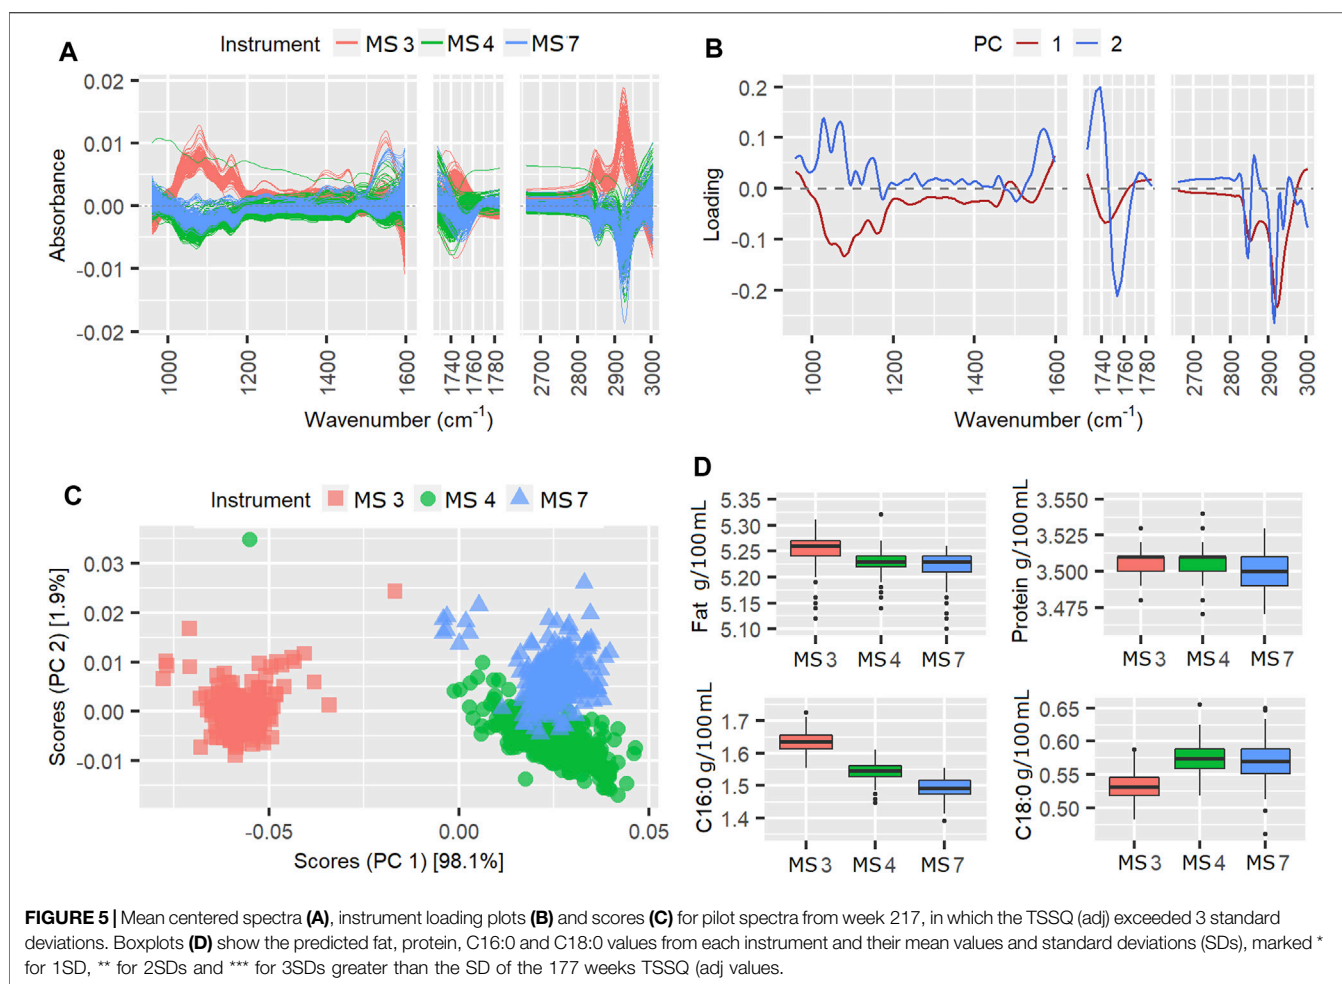 A
Instrument MS 3 MS 4 MS 7
Absorbance
0.02
0.01
0.00
-0.01
-0.02
1000 1200 1400 1600 1740 1760 1780 2700 2800 2900 3000
Wavenumber (cm-1)
B
PC 1 2
Loading
0.2
0.1
0.0
-0.1
-0.2
1000 1200 1400 1600 1740 1760 1780 2700 2800 2900 3000
Wavenumber (cm-1)
C
Instrument MS 3 MS 4 MS 7
Scores (PC 2) [1.9%]
0.03
0.02
0.01
0.00
-0.01
-0.05 0.00 0.05
Scores (PC 1) [98.1%]
D
Fat g/100mL
5.35
5.30
5.25
5.20
5.14
5.10
MS 3 MS 4 MS 7
Protein g/100mL
3.550
3.525
3.500
3.475
MS 3 MS 4 MS 7
C16:0 g/100mL
1.7
1.6
1.5
1.4
MS 3 MS 4 MS 7
C18:0 g/100mL
0.65
0.60
0.55
0.50
MS 3 MS 4 MS 7
FIGURE 5 | Mean centered spectra (A), instrument loading plots (B) and scores (C) for pilot spectra from week 217, in which the TSSQ (adj) exceeded 3 standard
deviations. Boxplots (D) show the predicted fat, protein, C16:0 and C18:0 values from each instrument and their mean values and standard deviations (SDs), marked *
for 1SD, ** for 2SDs and *** for 3SDs greater than the SD of the 177 weeks TSSQ (adj values.